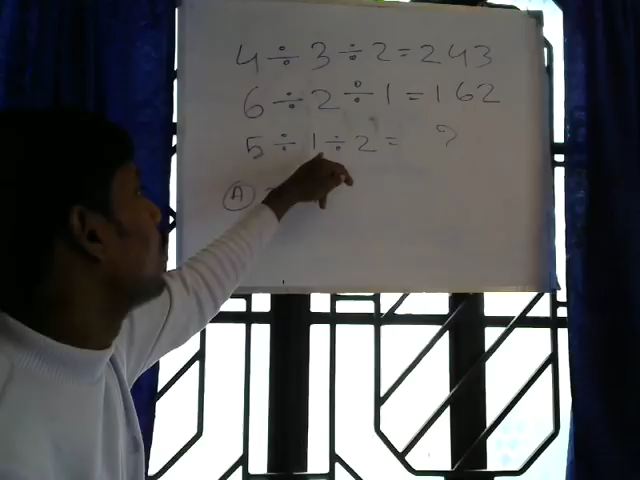 4 ÷ 3 ÷ 2 = 243
6 ÷ 2 ÷ 1 = 162
5 ÷ 1 ÷ 2 = ?
A